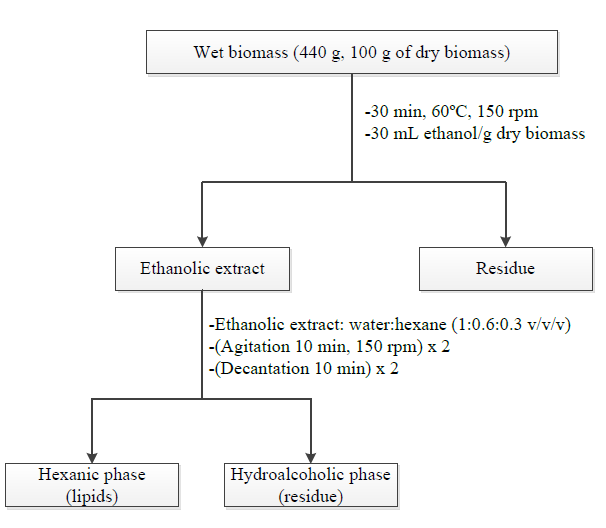 Wet biomass (440 g, 100 g of dry biomass)
-30 min, 60ºC, 150 rpm
-30 mL ethanol/g dry biomass
Ethanolic extract
Residue
-Ethanolic extract: water:hexane (1:0.6:0.3 v/v/v)
-(Agitation 10 min, 150 rpm) x 2
-(Decantation 10 min) x 2
Hexanic phase
(lipids)
Hydroalcoholic phase
(residue)